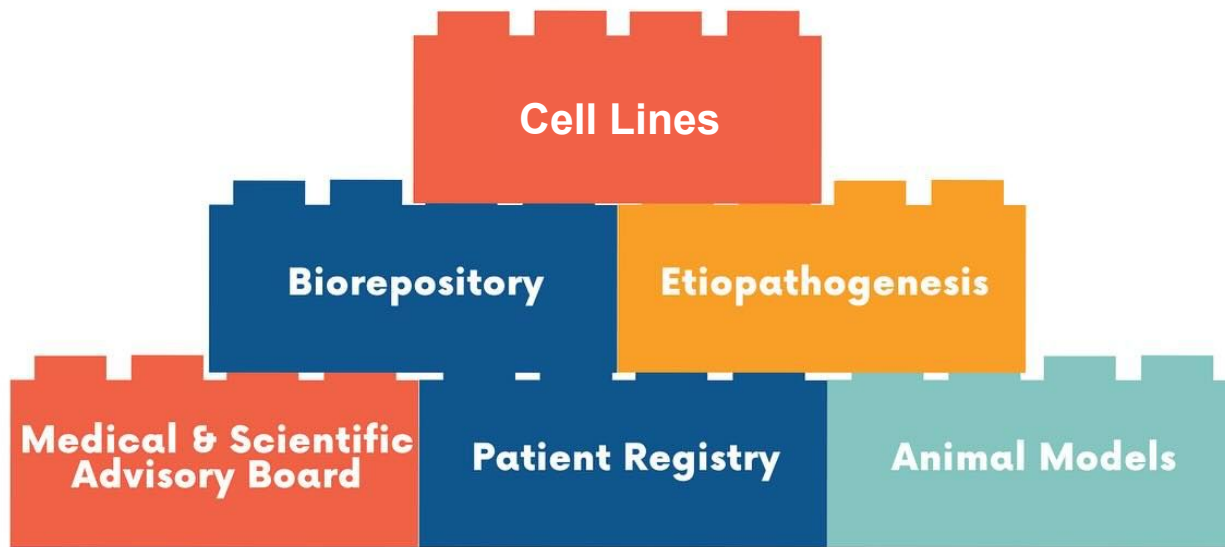 Cell Lines
Biorepository
Etiopathogenesis
Medical & Scientific
Advisory Board
Patient Registry
Animal Models